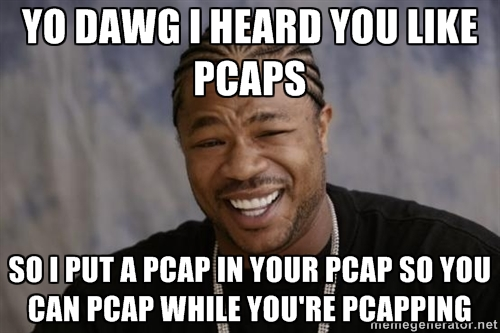 YO DAWG I HEARD YOU LIKE
PCAPS
SO I PUT A PCAP IN YOUR PCAP SO YOU
CAN PCAP WHILE YOU'RE PCAPPING
memegenerator.net